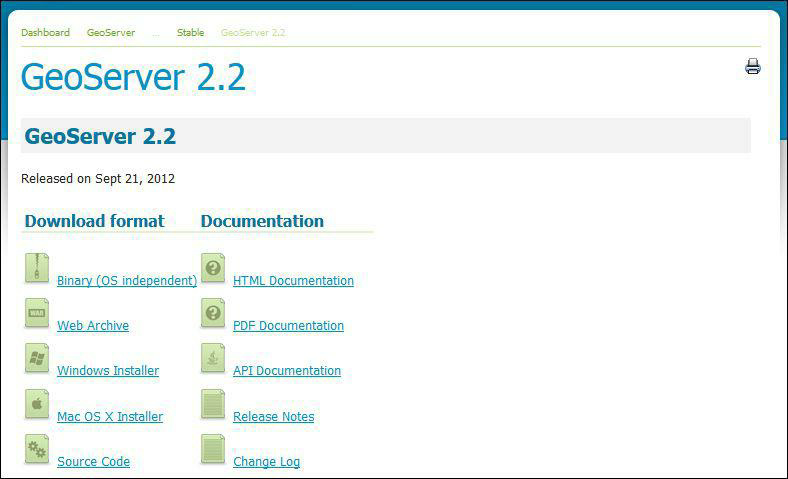 Dashboard GeoServer ... Stable GeoServer 2.2
GeoServer 2.2
GeoServer 2.2
Released on Sept 21, 2012
Download format Documentation
Binary (OS independent) HTML Documentation
WAR
Web Archive PDF Documentation
Windows Installer API Documentation
Mac OS X Installer Release Notes
Source Code Change Log